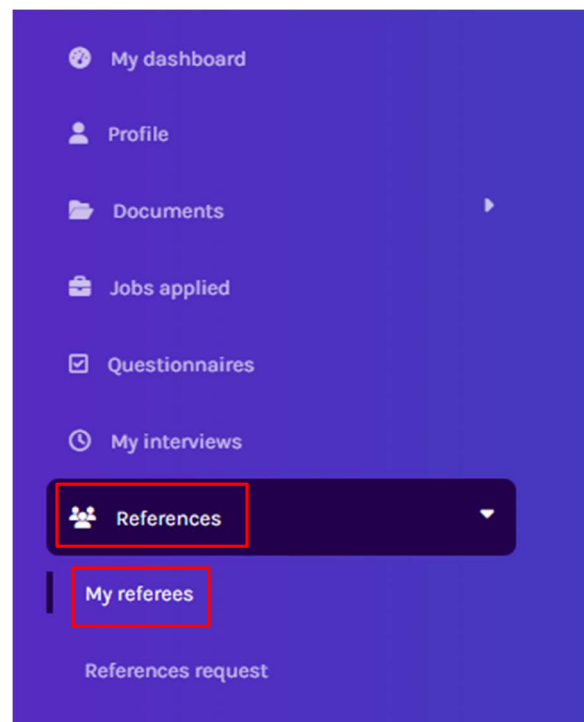 My dashboard
Profile
Documents
Jobs applied
Questionnaires
My interviews
References
My referees
References request